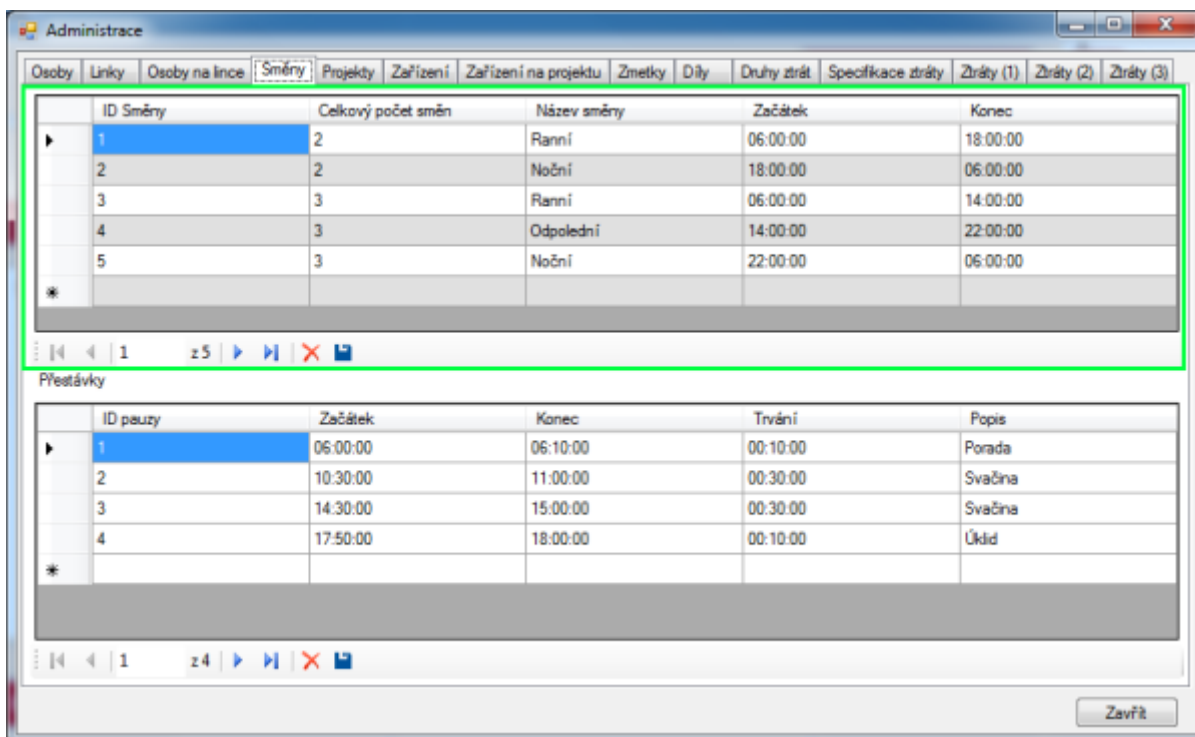 Administrace
Osoby Linky Osoby na lince Směny Projekty Zařízení Zařízení na projektu Zmetky Díly Druhy ztrát Specifikace ztráty Ztráty (1) Ztráty (2) Ztráty (3)
ID Směny Celkový počet směn Název směny Začátek Konec
1 2 Ranní 06:00:00 18:00:00
2 2 Noční 18:00:00 06:00:00
3 3 Ranní 06:00:00 14:00:00
4 3 Odpolední 14:00:00 22:00:00
5 3 Noční 22:00:00 06:00:00
1 z 5
Přestávky
ID pauzy Začátek Konec Trvání Popis
1 06:00:00 06:10:00 00:10:00 Porada
2 10:30:00 11:00:00 00:30:00 Svačina
3 14:30:00 15:00:00 00:30:00 Svačina
4 17:50:00 18:00:00 00:10:00 Úklid
1 z 4
Zavřít